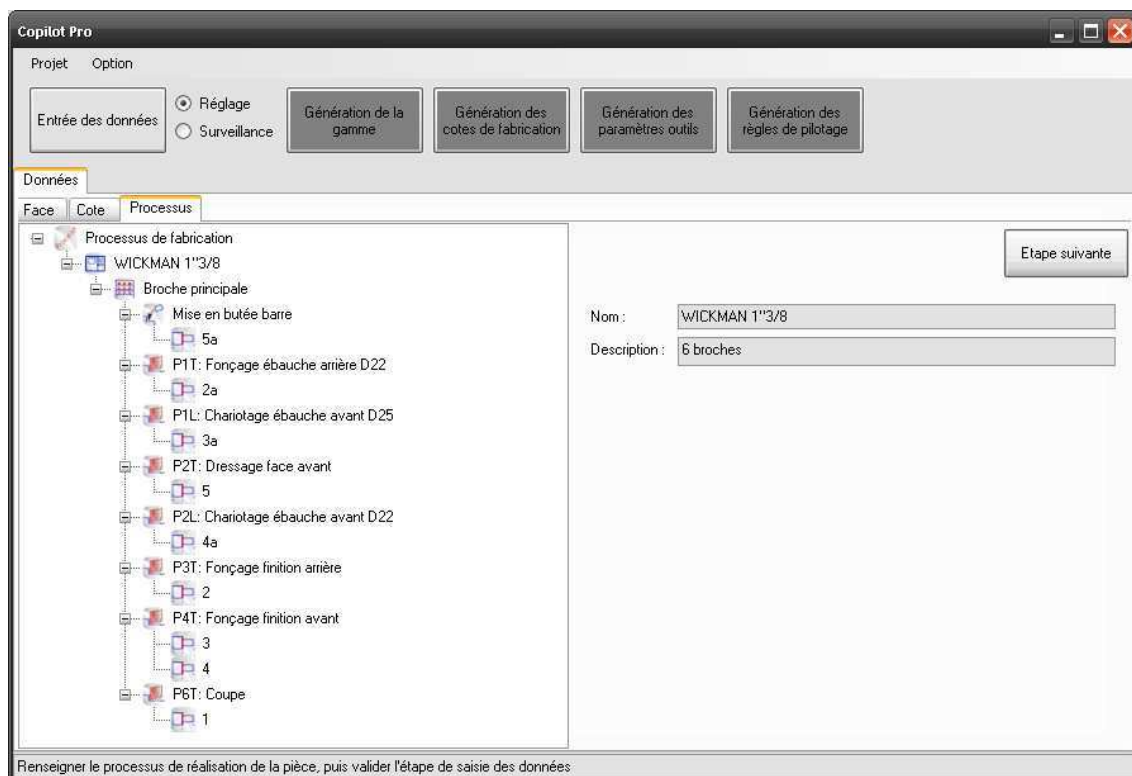 Copilot Pro
Projet Option
Entrée des données
Réglage
Surveillance
Génération de la
gamme
Génération des
cotes de fabrication
Génération des
paramètres outils
Génération des
règles de pilotage
Données
Face Cote Processus
Processus de fabrication
WICKMAN 1"3/8
Broche principale
Mise en butée barre
5a
P1T: Fonçage ébauche arrière D22
2a
P1L: Chariotage ébauche avant D25
3a
P2T: Dressage face avant
5
P2L: Chariotage ébauche avant D22
4a
P3T: Fonçage finition arrière
2
P4T: Fonçage finition avant
3
4
P6T: Coupe
1
Etape suivante
Nom : WICKMAN 1"3/8
Description : 6 broches
Renseigner le processus de réalisation de la pièce, puis valider l'étape de saisie des données